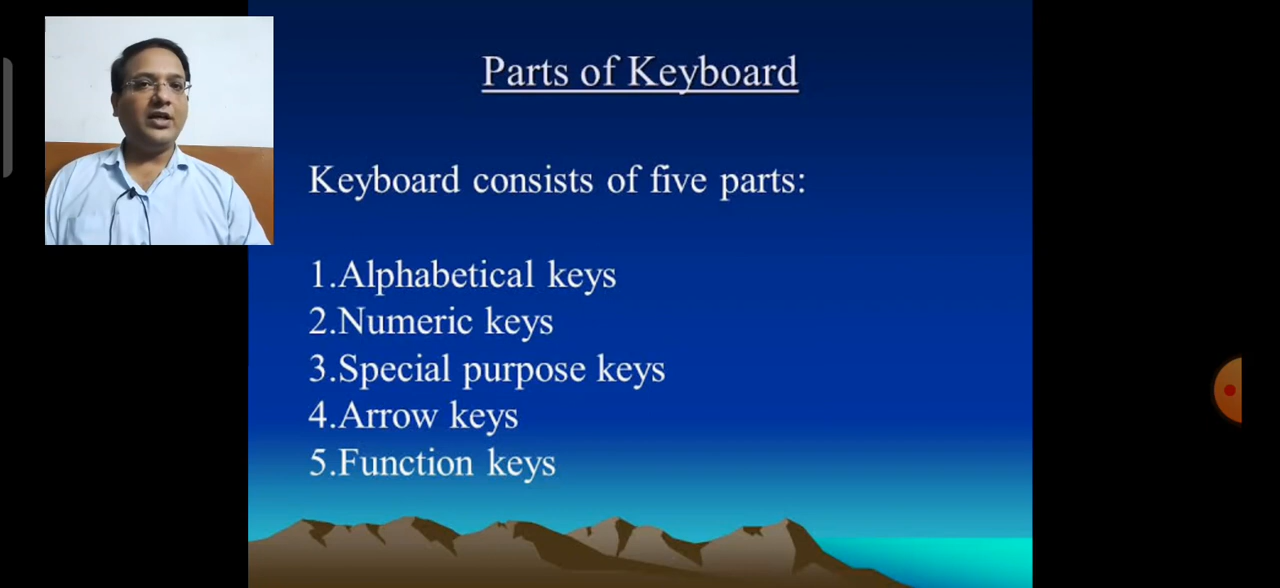 Parts of Keyboard
Keyboard consists of five parts:
1.Alphabetical keys
2.Numeric keys
3.Special purpose keys
4.Arrow keys
5.Function keys